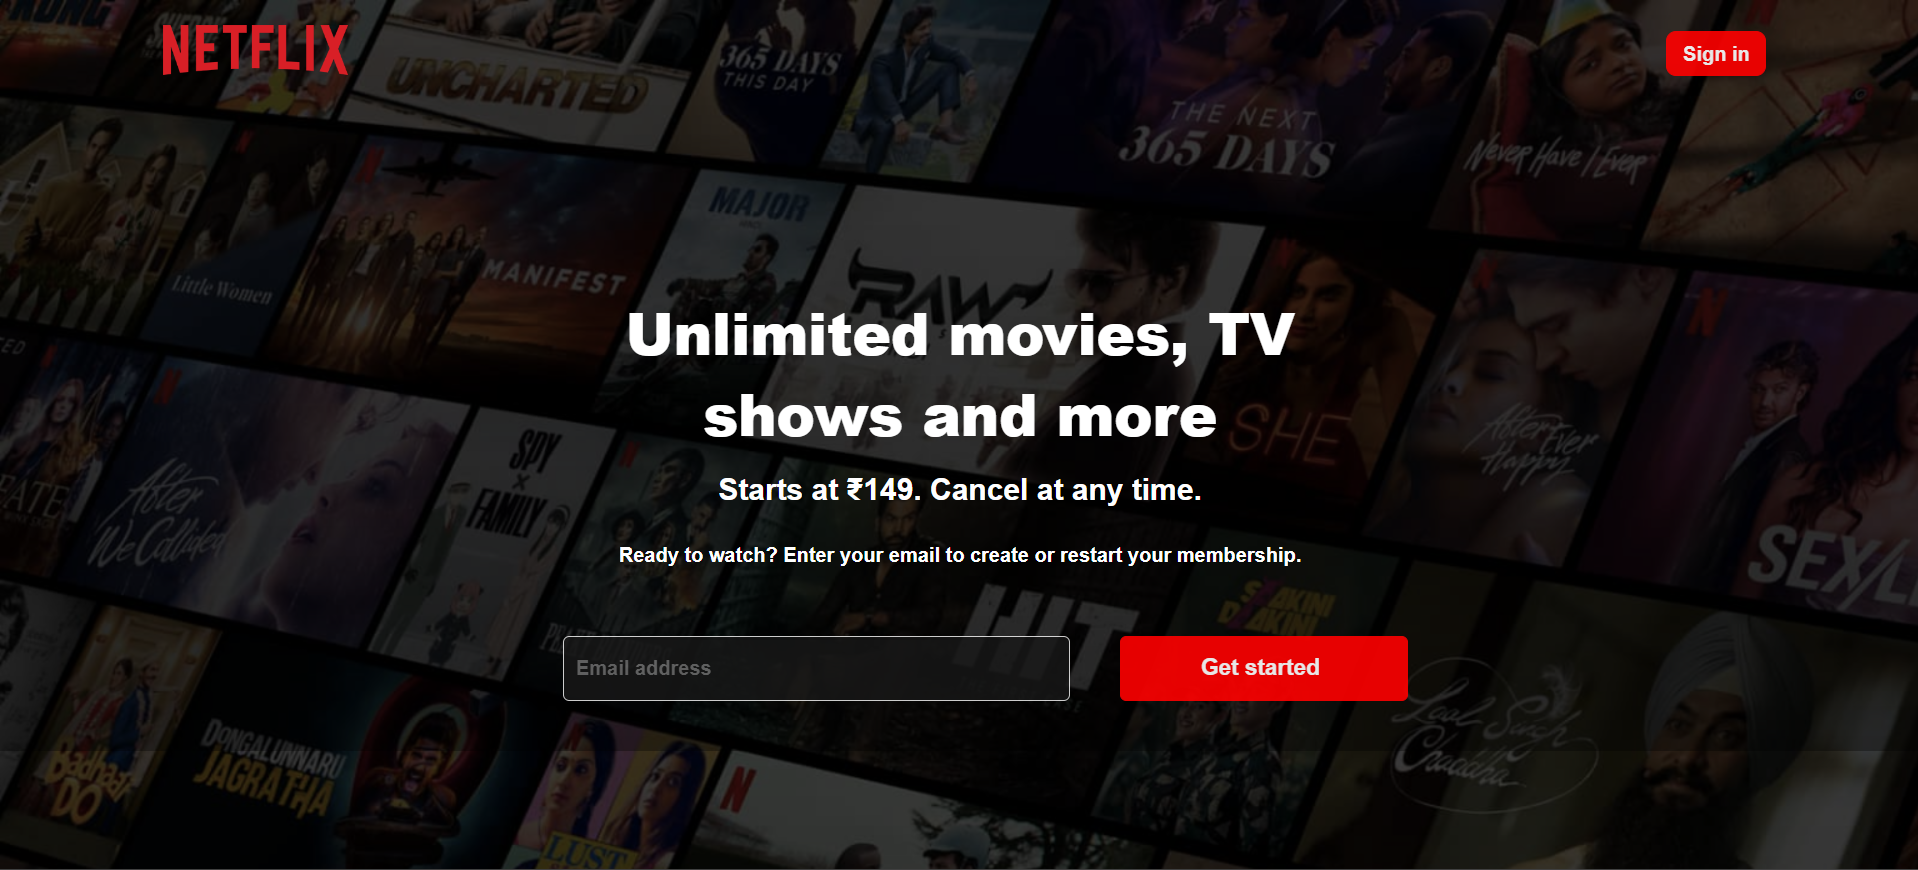 NETFLIX
Sign in
UNCHARTED
365 DAYS
THIS DAY
THE NEXT
365 DAYS
Never Have I Ever
Little Women
MANIFEST
MAJOR
RAW
Unlimited movies, TV
shows and more
SHE
After Ever
Happy
After
We Collided
SPY
×
FAMILY
Starts at ₹149. Cancel at any time.
SEX/L
Ready to watch? Enter your email to create or restart your membership.
HIT
Email address
Get started
Laal Singh
Chaddha
Badhaai
DO
DONGALUNNARU
JAGRATHA
LUST